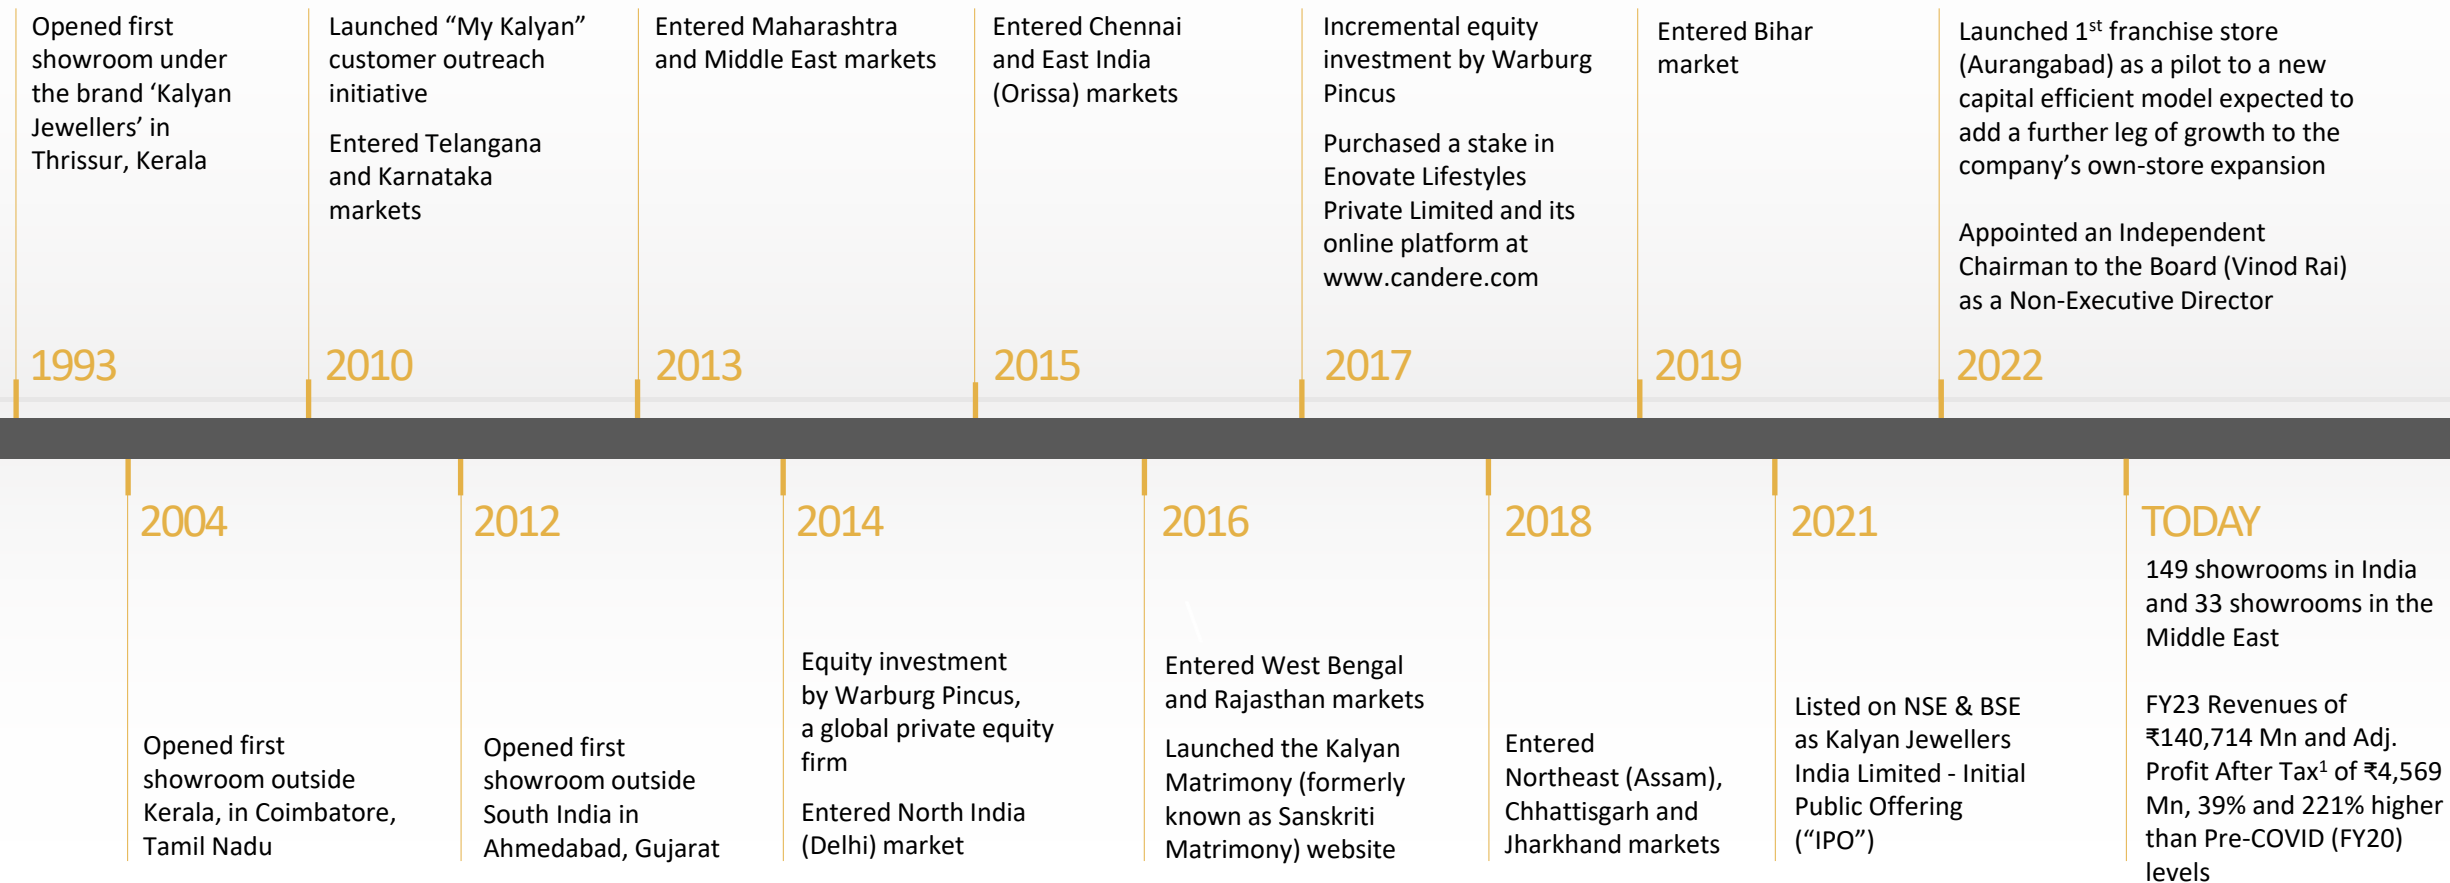 Opened first
showroom under
the brand ‘Kalyan
Jewellers’ in
Thrissur, Kerala
1993
Launched “My Kalyan”
customer outreach
initiative
Entered Telangana
and Karnataka
markets
2010
Entered Maharashtra
and Middle East markets
2013
Entered Chennai
and East India
(Orissa) markets
2015
Incremental equity
investment by Warburg
Pincus
Purchased a stake in
Enovate Lifestyles
Private Limited and its
online platform at
www.candere.com
2017
Entered Bihar
market
2019
Launched 1st franchise store
(Aurangabad) as a pilot to a new
capital efficient model expected to
add a further leg of growth to the
company’s own-store expansion
Appointed an Independent
Chairman to the Board (Vinod Rai)
as a Non-Executive Director
2022
2004
Opened first
showroom outside
Kerala, in Coimbatore,
Tamil Nadu
2012
Opened first
showroom outside
South India in
Ahmedabad, Gujarat
2014
Equity investment
by Warburg Pincus,
a global private equity
firm
Entered North India
(Delhi) market
2016
Entered West Bengal
and Rajasthan markets
Launched the Kalyan
Matrimony (formerly
known as Sanskriti
Matrimony) website
2018
Entered
Northeast (Assam),
Chhattisgarh and
Jharkhand markets
2021
Listed on NSE & BSE
as Kalyan Jewellers
India Limited - Initial
Public Offering
(“IPO”)
TODAY
149 showrooms in India
and 33 showrooms in the
Middle East
FY23 Revenues of
₹140,714 Mn and Adj.
Profit After Tax¹ of ₹4,569
Mn, 39% and 221% higher
than Pre-COVID (FY20)
levels